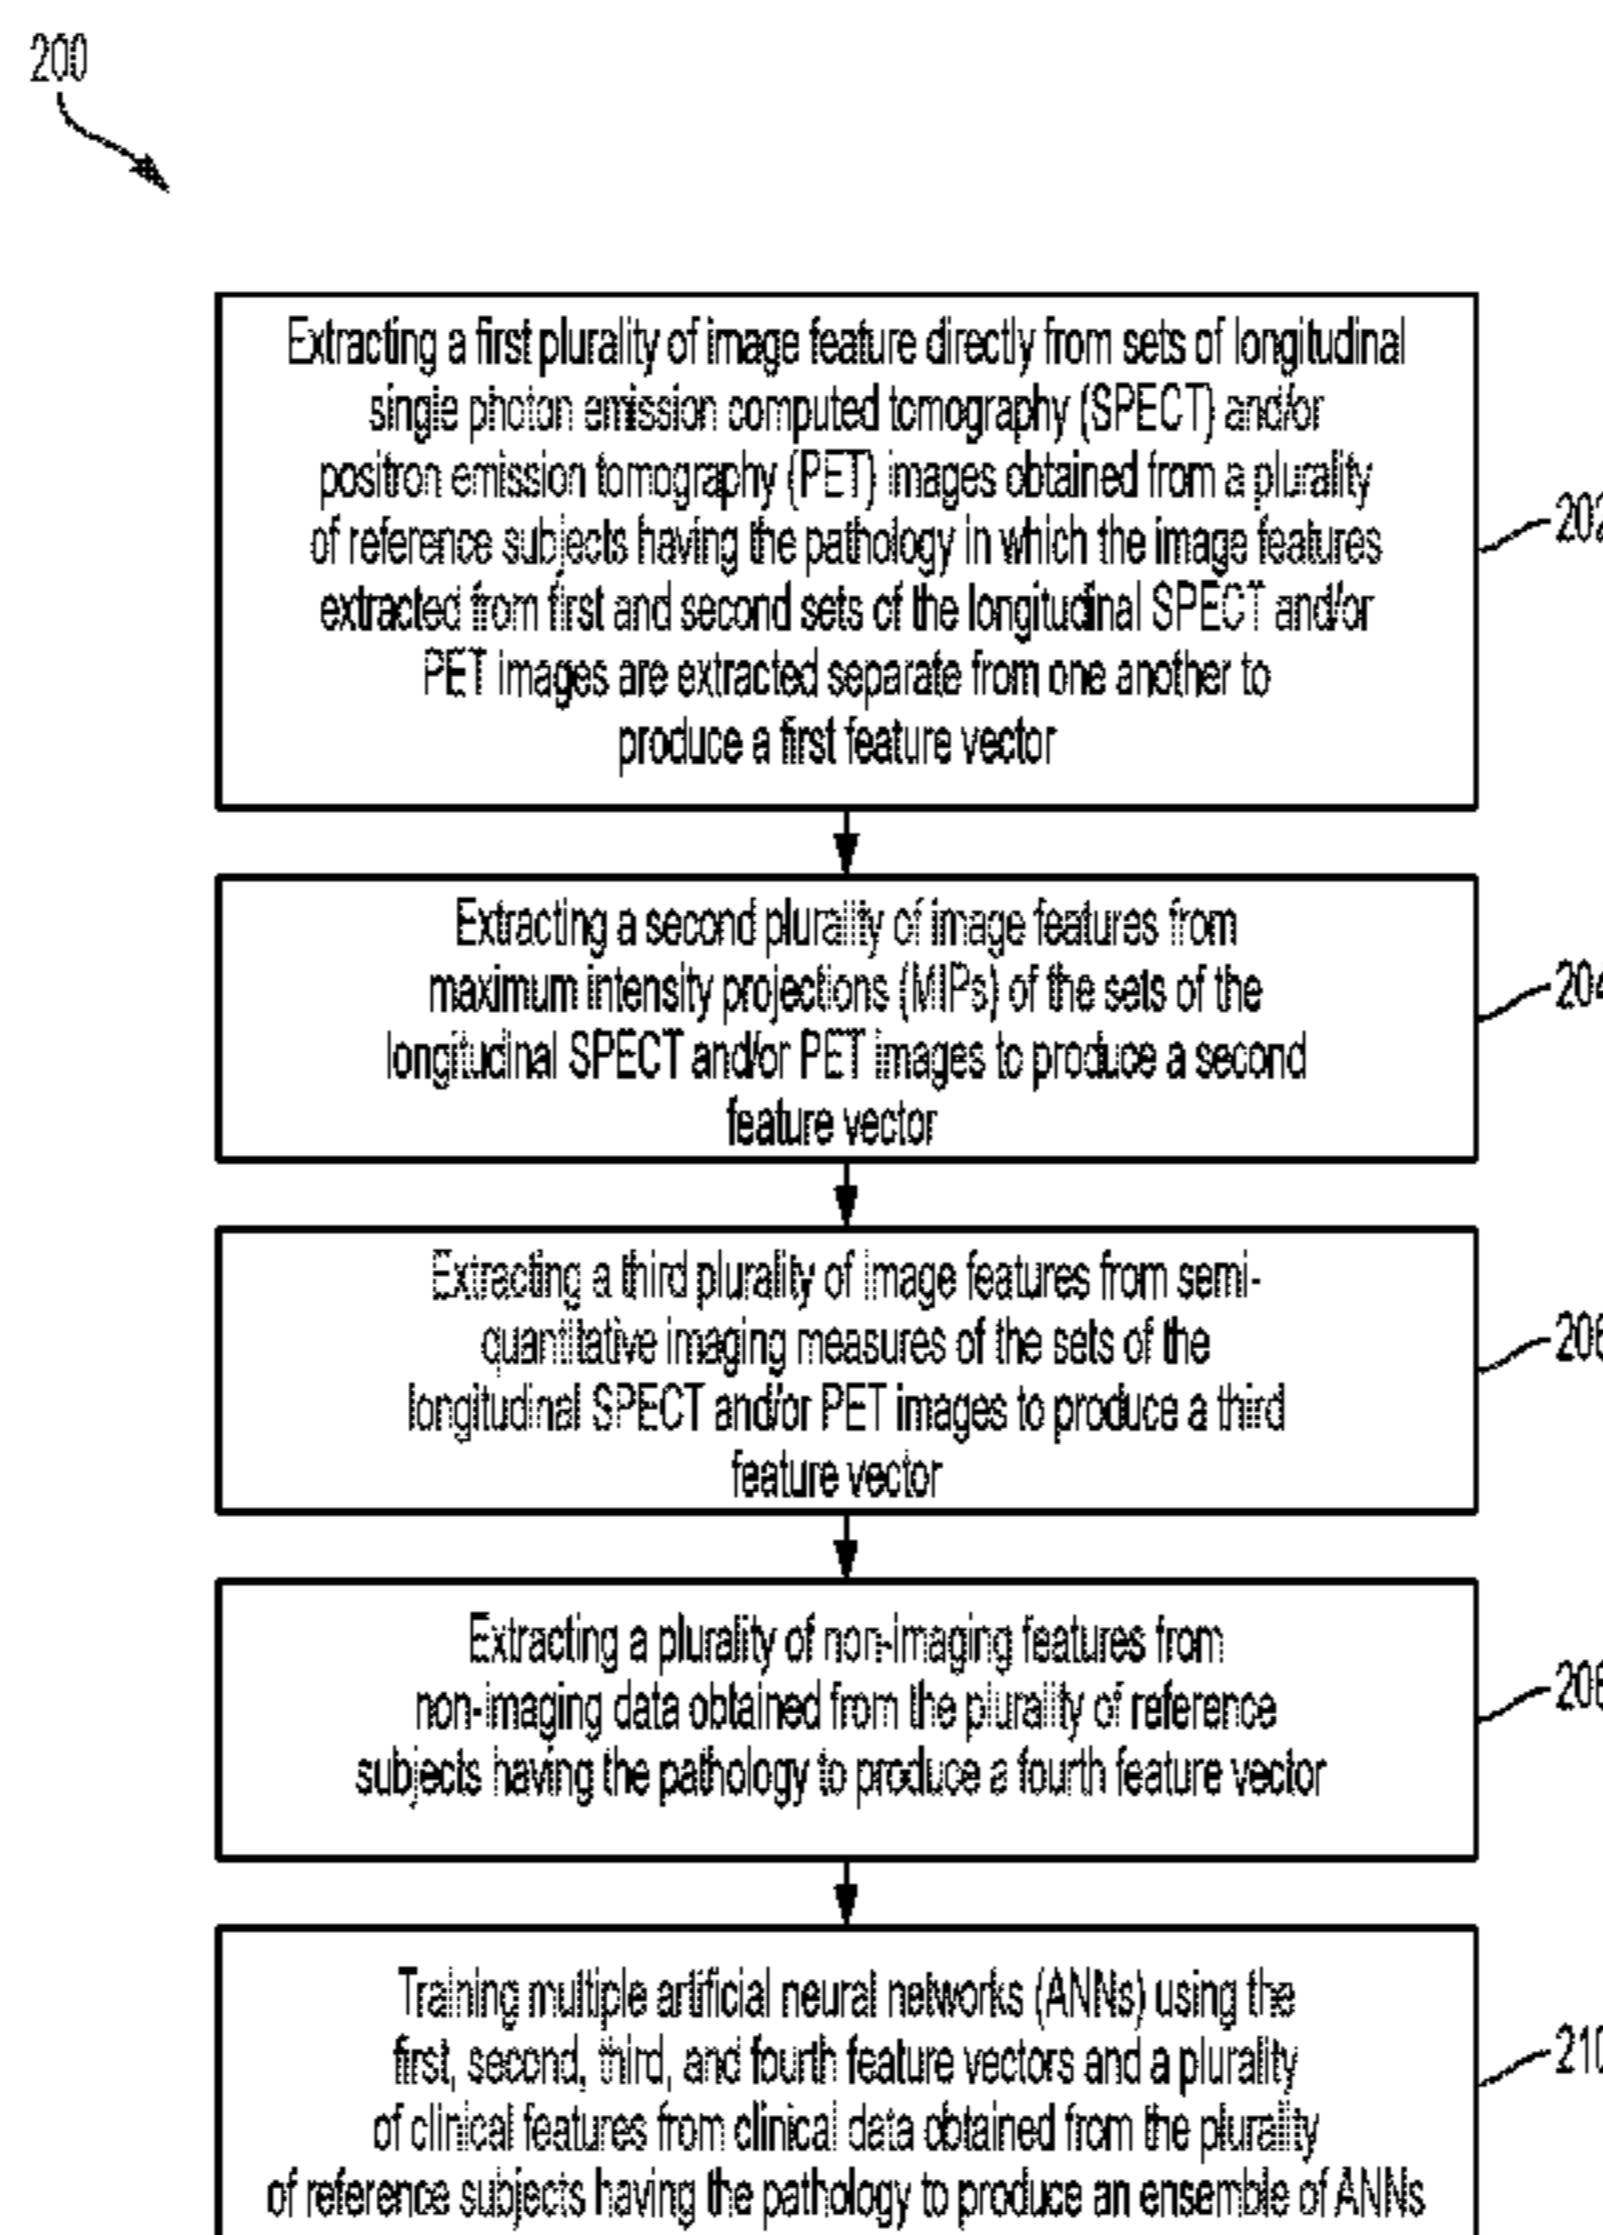 200
Extracting a first plurality of image feature directly from sets of longitudinal
single photon emission computed tomography (SPECT) and/or
positron emission tomography (PET) images obtained from a plurality
of reference subjects having the pathology in which the image features
extracted from first and second sets of the longitudinal SPECT and/or
PET images are extracted separate from one another to
produce a first feature vector
202
Extracting a second plurality of image features from
maximum intensity projections (MIPs) of the sets of the
longitudinal SPECT and/or PET images to produce a second
feature vector
204
Extracting a third plurality of image features from semi-
quantitative imaging measures of the sets of the
longitudinal SPECT and/or PET images to produce a third
feature vector
206
Extracting a plurality of non-imaging features from
non-imaging data obtained from the plurality of reference
subjects having the pathology to produce a fourth feature vector
208
Training multiple artificial neural networks (ANNs) using the
first, second, third, and fourth feature vectors and a plurality
of clinical features from clinical data obtained from the plurality
of reference subjects having the pathology to produce an ensemble of ANNs
210